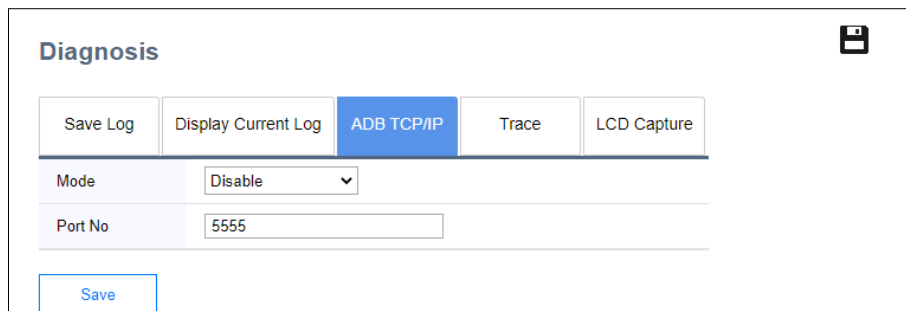 Diagnosis
Save Log Display Current Log ADB TCP/IP Trace LCD Capture
Mode Disable
Port No 5555
Save